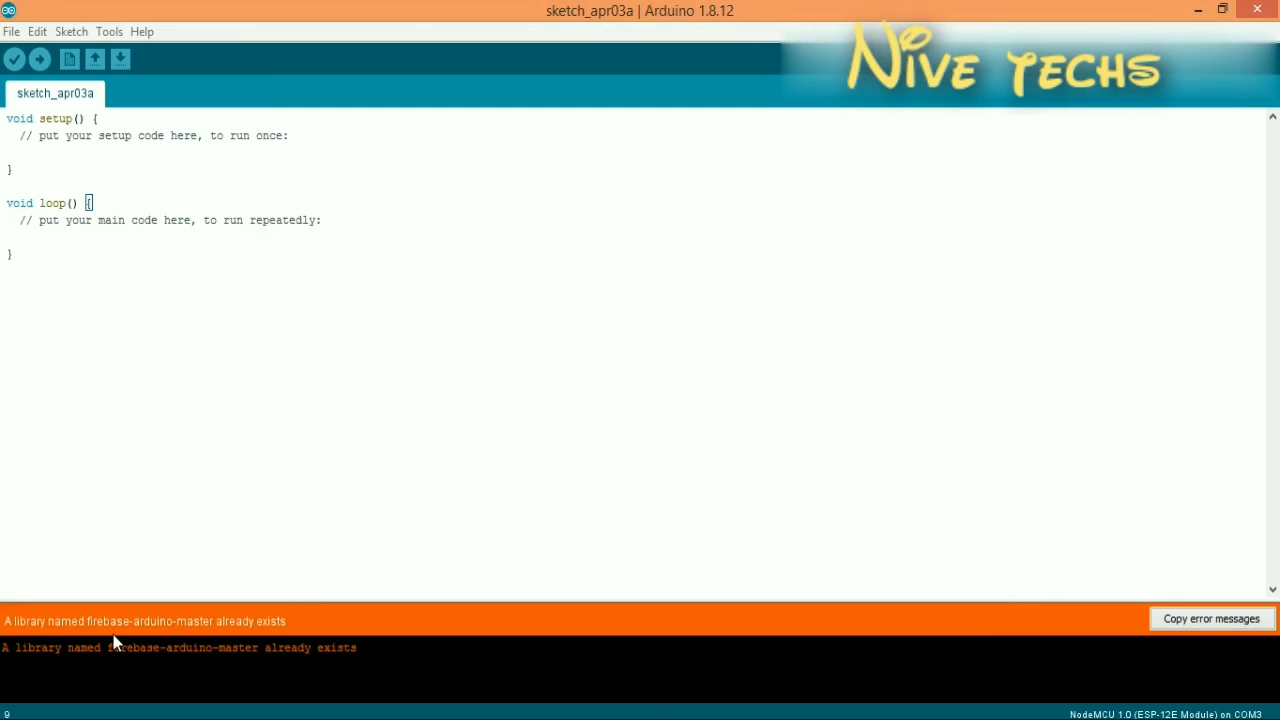 sketch_apr03a | Arduino 1.8.12
File Edit Sketch Tools Help
Nive Techs
sketch_apr03a
void setup() {
// put your setup code here, to run once:
}
void loop() {
// put your main code here, to run repeatedly:
}
A library named firebase-arduino-master already exists
Copy error messages
A library named firebase-arduino-master already exists
9
NodeMCU 1.0 (ESP-12E Module) on COM3